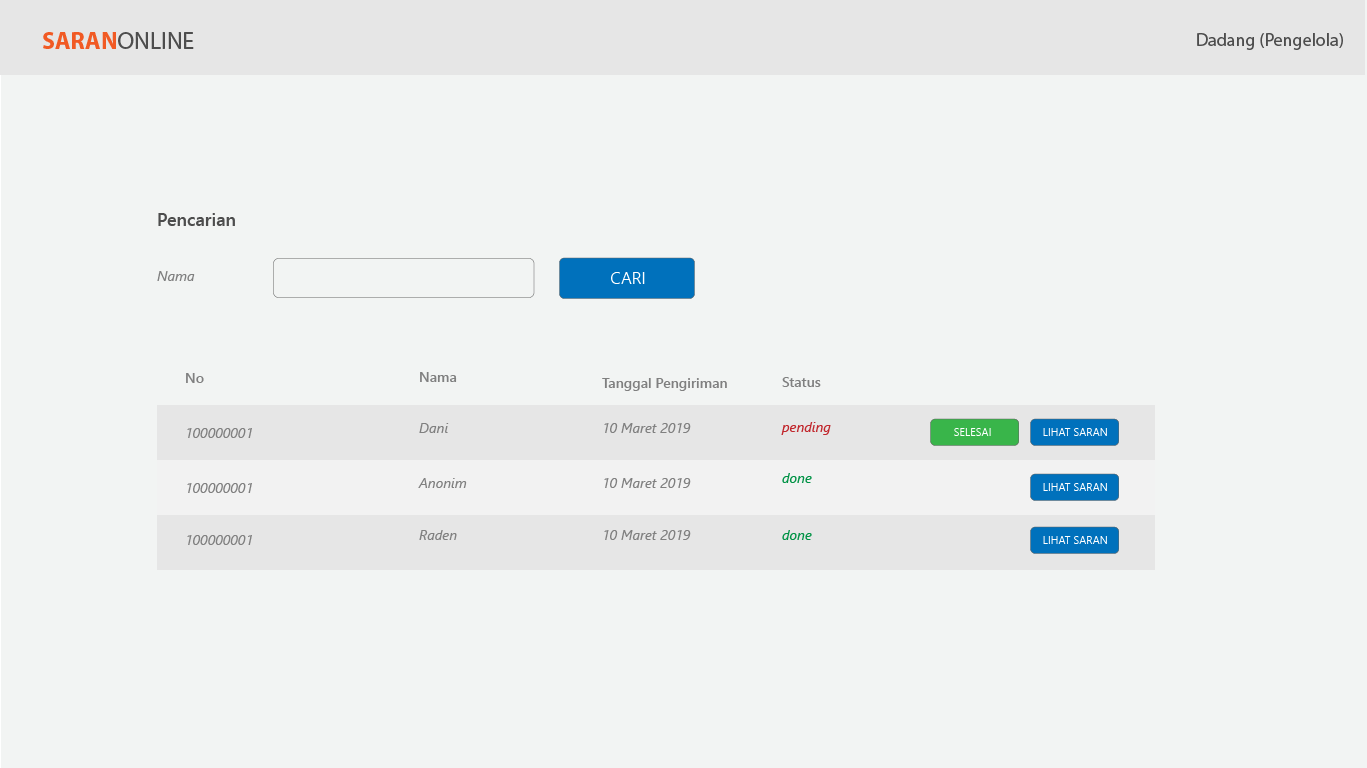 SARANONLINE
Dadang (Pengelola)
Pencarian
Nama
CARI
No Nama Tanggal Pengiriman Status
100000001 Dani 10 Maret 2019 pending SELESAI LIHAT SARAN
100000001 Anonim 10 Maret 2019 done LIHAT SARAN
100000001 Raden 10 Maret 2019 done LIHAT SARAN